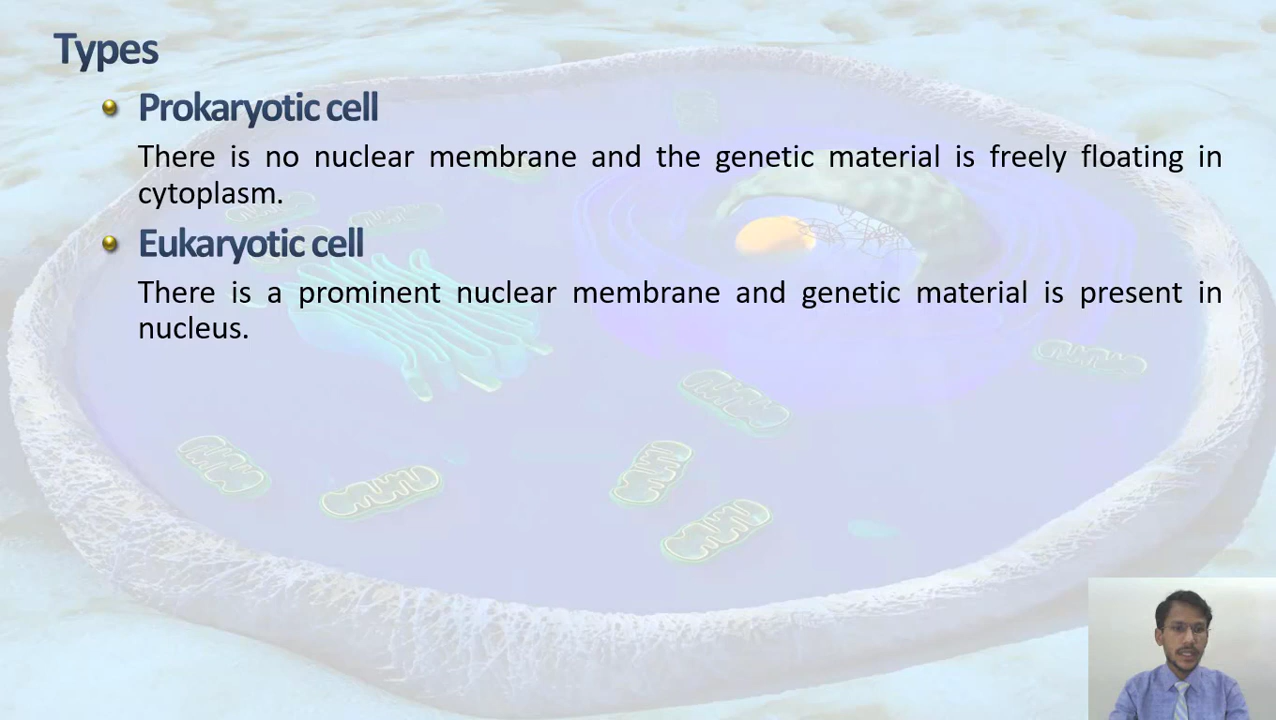 Types
Prokaryotic cell
There is no nuclear membrane and the genetic material is freely floating in
cytoplasm.
Eukaryotic cell
There is a prominent nuclear membrane and genetic material is present in
nucleus.